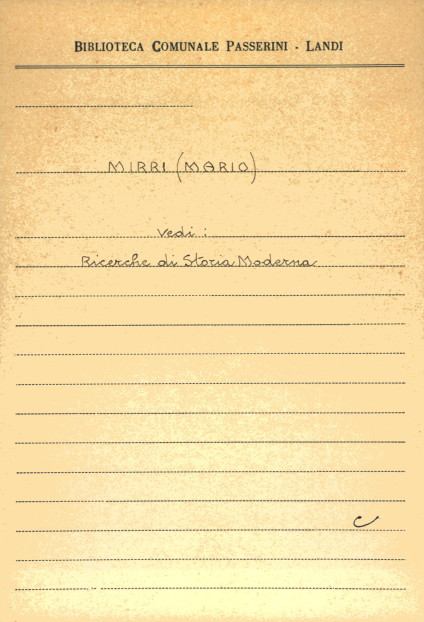 BIBLIOTECA COMUNALE PASSERINI - LANDI
MIRRI (MARIO)
Vedi :
Ricerche di Storia Moderna
C